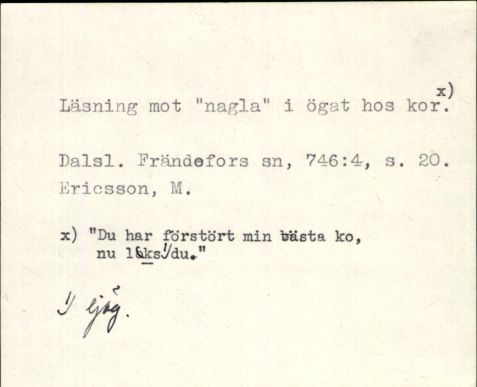 Läsning mot "nagla" i ögat hos kor. x)
Dalsl. Frändefors sn, 746:4, s. 20.
Ericsson, M.
x) "Du har förstört min bästa ko,
nu du."